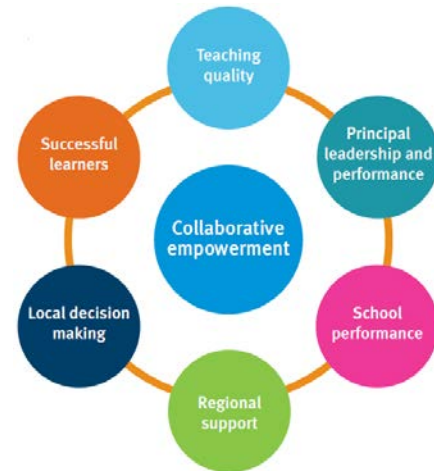 Teaching
quality
Principal
leadership and
performance
School
performance
Regional
support
Local decision
making
Successful
learners
Collaborative
empowerment